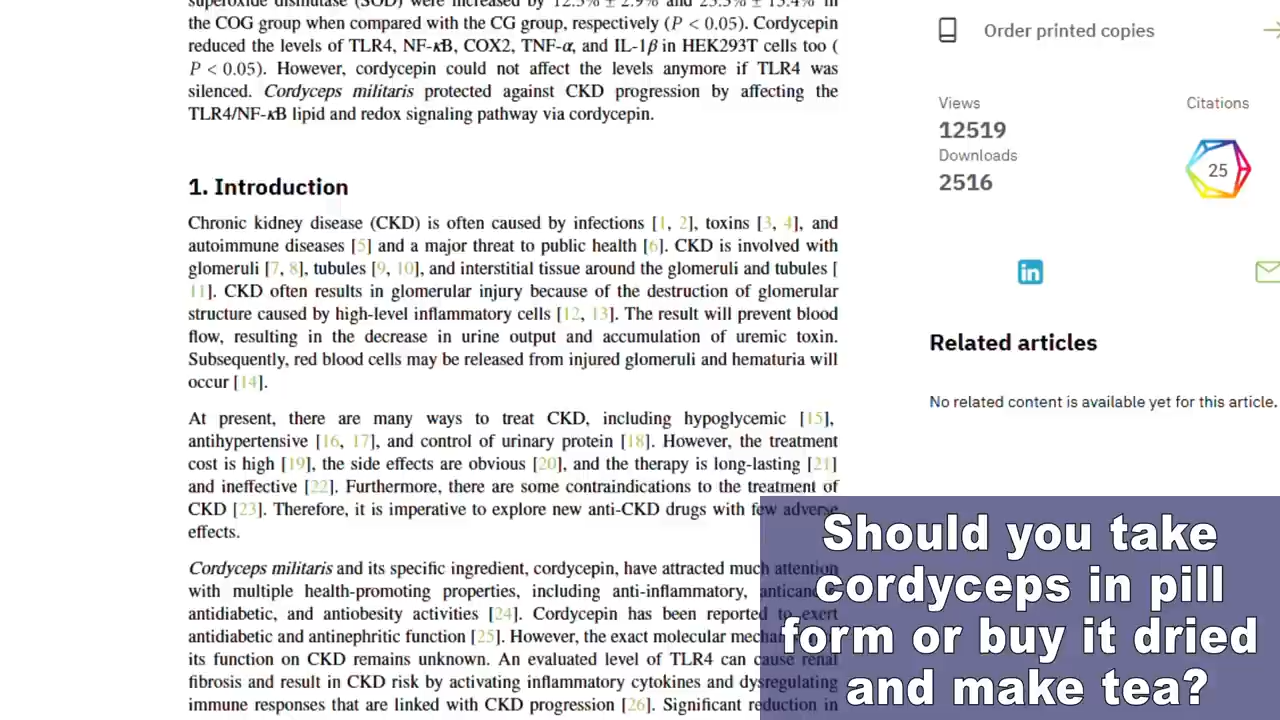 superoxide dismutase (SOD) were increased by 12.5% ± 2.9% and 25.5% ± 15.4% in
the COG group when compared with the CG group, respectively (P < 0.05). Cordycepin
reduced the levels of TLR4, NF-κB, COX2, TNF-α, and IL-1β in HEK293T cells too (
P < 0.05). However, cordycepin could not affect the levels anymore if TLR4 was
silenced. Cordyceps militaris protected against CKD progression by affecting the
TLR4/NF-κB lipid and redox signaling pathway via cordycepin.
1. Introduction
Chronic kidney disease (CKD) is often caused by infections [1, 2], toxins [3, 4], and
autoimmune diseases [5] and a major threat to public health [6]. CKD is involved with
glomeruli [7, 8], tubules [9, 10], and interstitial tissue around the glomeruli and tubules [
11]. CKD often results in glomerular injury because of the destruction of glomerular
structure caused by high-level inflammatory cells [12, 13]. The result will prevent blood
flow, resulting in the decrease in urine output and accumulation of uremic toxin.
Subsequently, red blood cells may be released from injured glomeruli and hematuria will
occur [14].
At present, there are many ways to treat CKD, including hypoglycemic [15],
antihypertensive [16, 17], and control of urinary protein [18]. However, the treatment
cost is high [19], the side effects are obvious [20], and the therapy is long-lasting [21]
and ineffective [22]. Furthermore, there are some contraindications to the treatment of
CKD [23]. Therefore, it is imperative to explore new anti-CKD drugs with few adverse
effects.
Cordyceps militaris and its specific ingredient, cordycepin, have attracted much attention
with multiple health-promoting properties, including anti-inflammatory, anticancer,
antidiabetic, and antiobesity activities [24]. Cordycepin has been reported to exert
antidiabetic and antinephritic function [25]. However, the exact molecular mechanism
its function on CKD remains unknown. An evaluated level of TLR4 can cause renal
fibrosis and result in CKD risk by activating inflammatory cytokines and dysregulating
immune responses that are linked with CKD progression [26]. Significant reduction in
Order printed copies
Views
12519
Downloads
2516
Citations
25
in
Related articles
No related content is available yet for this article.
Should you take
cordyceps in pill
form or buy it dried
and make tea?